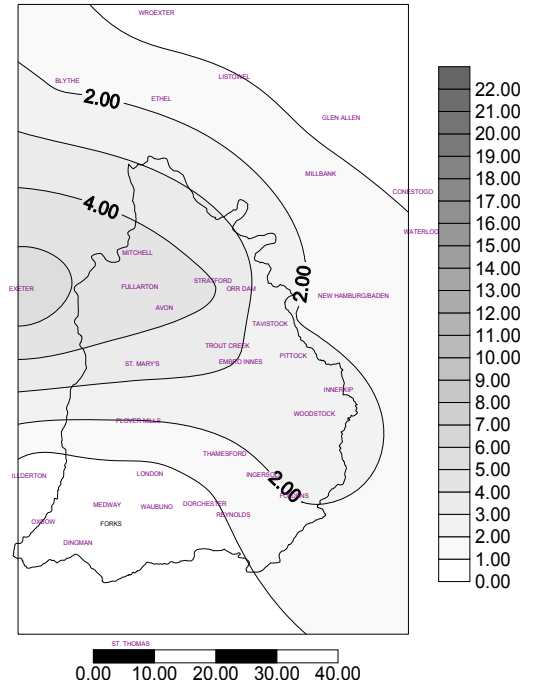 WROEXTER
BLYTHE
LISTOWEL
2.00
ETHEL
GLEN ALLEN
MILLBANK
CONESTOGO
4.00
WATERLOO
MITCHELL
STRATFORD
EXETER
FULLARTON
ORR DAM
2.00
NEW HAMBURG/BADEN
AVON
TAVISTOCK
TROUT CREEK
PITTOCK
ST. MARY'S
EMBRO INNES
INNERKIP
WOODSTOCK
PLOVER MILLS
THAMESFORD
ILLDERTON
LONDON
INGERSOLL
2.00
MEDWAY
WAUBUNO
DORCHESTER
REYNOLDS
OXBOW
FORKS
DINGMAN
ST. THOMAS
0.00 10.00 20.00 30.00 40.00
22.00
21.00
20.00
19.00
18.00
17.00
16.00
15.00
14.00
13.00
12.00
11.00
10.00
9.00
8.00
7.00
6.00
5.00
4.00
3.00
2.00
1.00
0.00